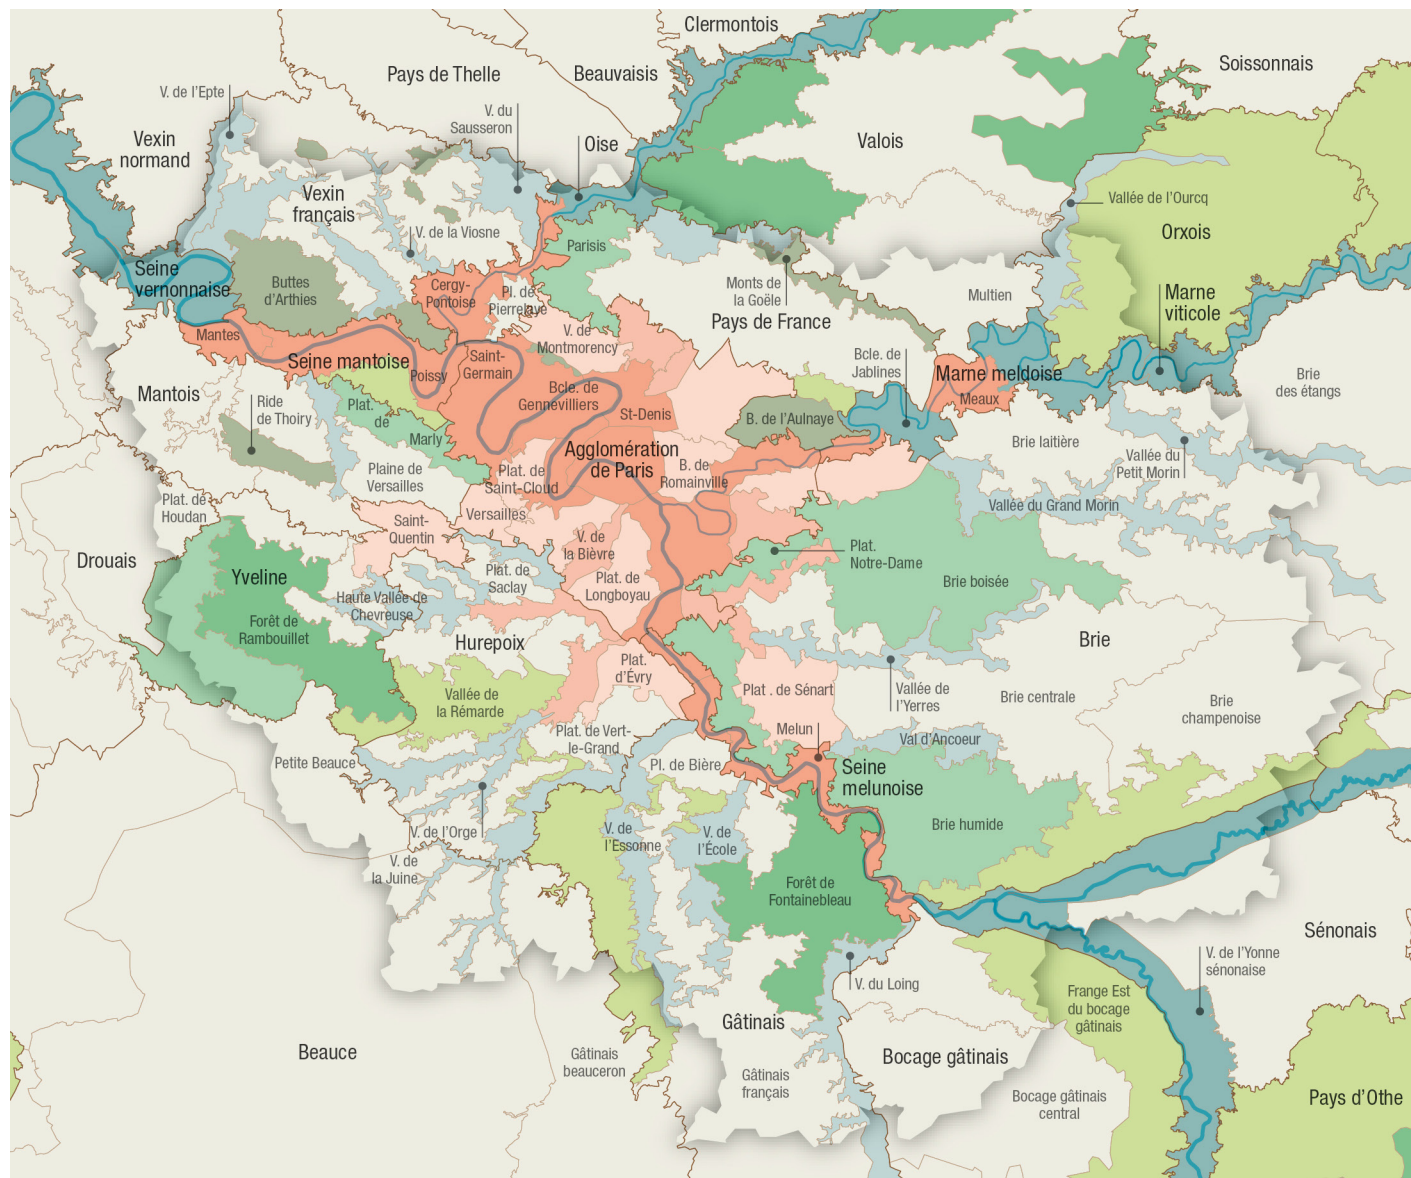 Clermontois
Pays de Thelle
Beauvaisis
Soissonnais
V. de l'Epte
V. du
Sausseron
Vexin
normand
Oise
Valois
Vexin
français
Vallée de l'Ourcq
V. de la Viosne
Parisis
Orxois
Seine
vernonnaise
Buttes
d'Arthies
Cergy-
Pontoise
Pl. de
Pierrelaye
Monts de
la Goële
Multien
Marne
viticole
Pays de France
Mantes
V. de
Montmorency
Seine mantoise
Saint-
Germain
Poissy
Bcle. de
Jablines
Marne meldoise
Meaux
Brie
des étangs
Mantois
Ride
de Thoiry
Plat.
de
Marly
Bcle. de
Gennevilliers
St-Denis
B. de l'Aulnaye
Brie laitière
Agglomération
de Paris
Vallée du
Petit Morin
Plaine de
Versailles
Plat. de
Saint-Cloud
B. de
Romainville
Plat. de
Houdan
Versailles
Vallée du Grand Morin
Saint-
Quentin
V. de
la Bièvre
Plat.
Notre-Dame
Drouais
Yveline
Plat. de
Saclay
Plat. de
Longboyau
Brie boisée
Haute Vallée de
Chevreuse
Forêt de
Rambouillet
Hurepoix
Brie
Plat.
d'Évry
Vallée de
la Rémarde
Plat . de Sénart
Vallée de
l'Yerres
Brie centrale
Brie
champenoise
Melun
Plat. de Vert-
le-Grand
Val d'Ancoeur
Petite Beauce
Pl. de Bière
Seine
melunoise
V. de l'Orge
V. de
l'Essonne
V. de
l'École
Brie humide
V. de
la Juine
Forêt de
Fontainebleau
Sénonais
V. de l'Yonne
sénonaise
V. du Loing
Frange Est
du bocage
gâtinais
Gâtinais
Beauce
Gâtinais
beauceron
Bocage gâtinais
Gâtinais
français
Bocage gâtinais
central
Pays d'Othe